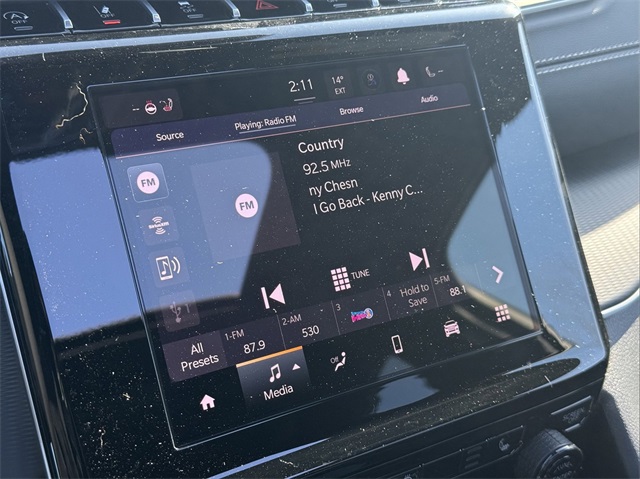 2:11
14°
EXT
Source
Playing: Radio FM
Browse
Audio
Country
92.5 MHz
ny Chesn
I Go Back - Kenny C...
FM
FM
TUNE
All Presets
1-FM
87.9
2-AM
530
3
4
Hold to Save
5-FM
88.1
Media
Off